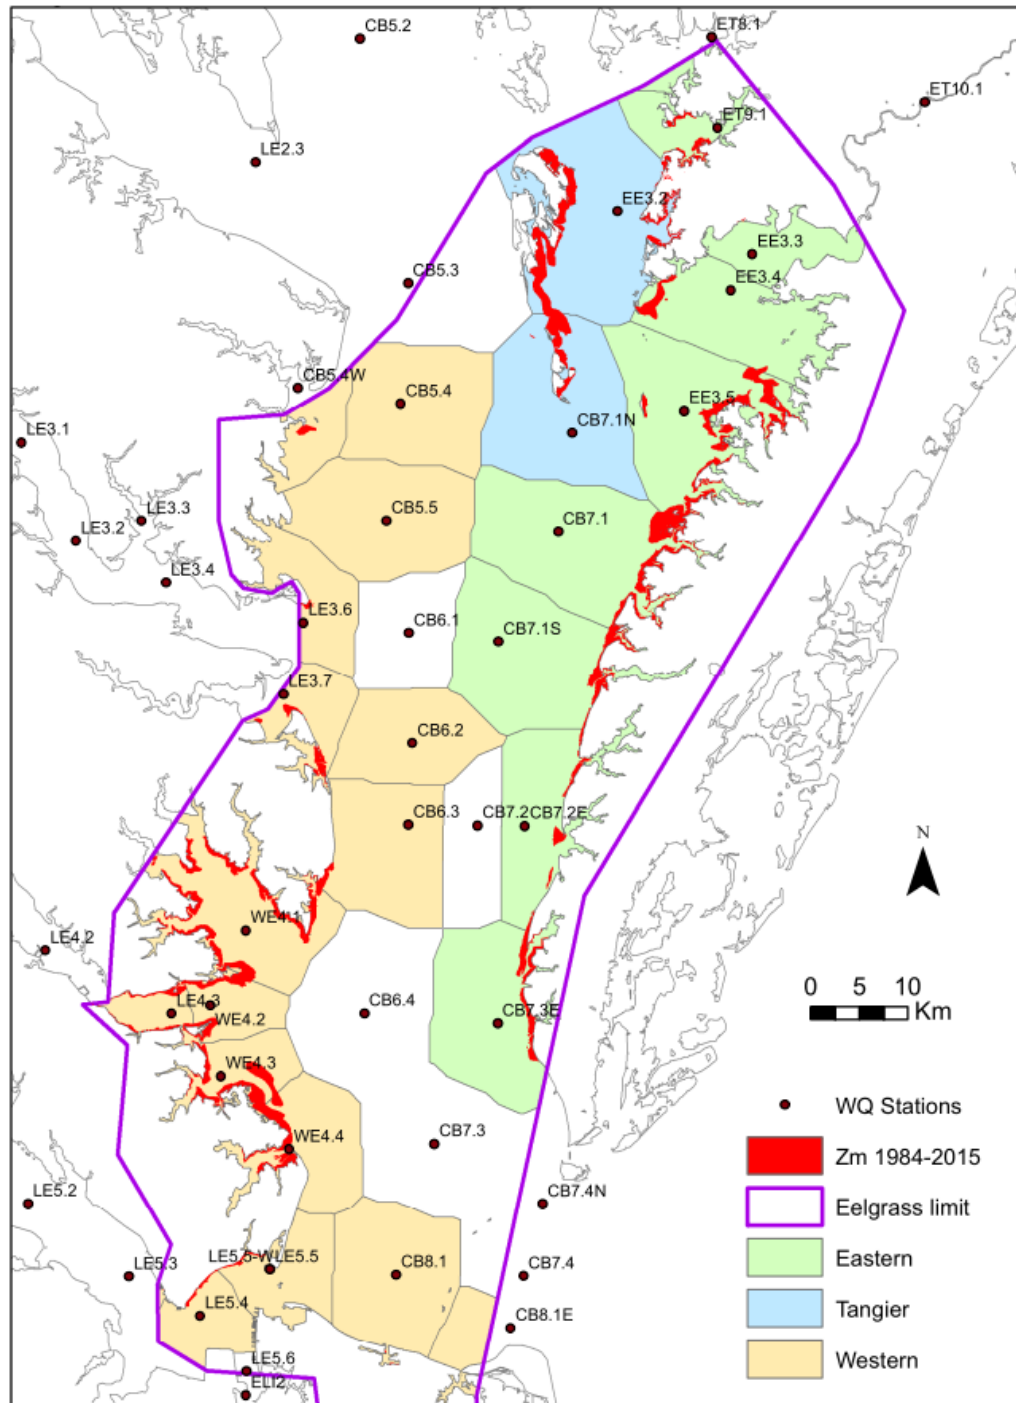 CB5.2
ET8.1
ET10.1
ET9.1
LE2.3
EE3.2
EE3.3
CB5.3
EE3.4
CB5.4W
CB5.4
EE3.5
CB7.1N
LE3.1
LE3.3
CB5.5
CB7.1
LE3.2
LE3.4
LE3.6
CB6.1
CB7.1S
LE3.7
CB6.2
CB6.3
CB7.2
CB7.2E
N
WE4.1
LE4.2
0 5 10
Km
LE4.3
CB6.4
CB7.3E
WE4.2
WE4.3
WQ Stations
CB7.3
WE4.4
Zm 1984-2015
LE5.2
CB7.4N
Eelgrass limit
LE5.5-WLE5.5
CB8.1
CB7.4
Eastern
LE5.3
LE5.4
CB8.1E
Tangier
LE5.6
Western
ELI2